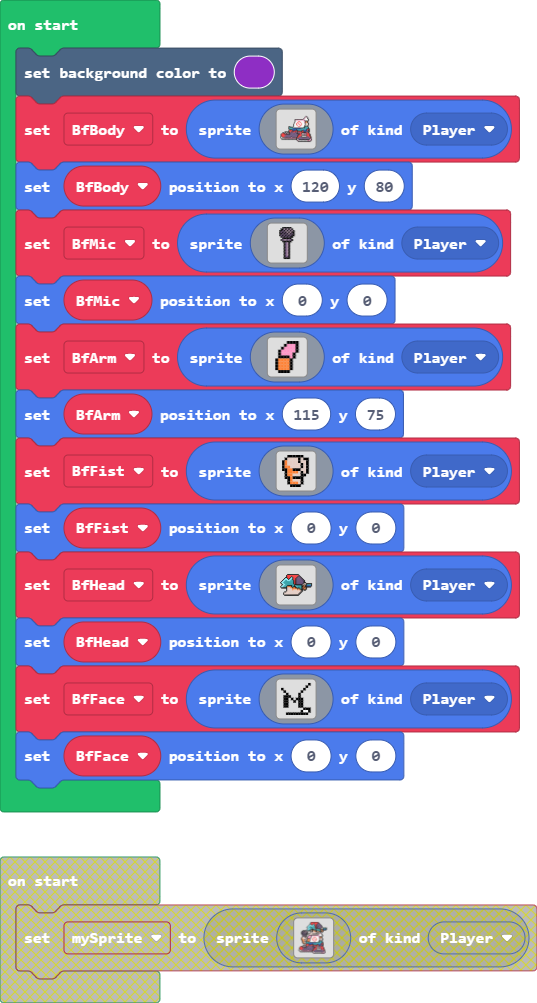 on start
set background color to
set BfBody to sprite of kind Player
set BfBody position to x 120 y 80
set BfMic to sprite of kind Player
set BfMic position to x 0 y 0
set BfArm to sprite of kind Player
set BfArm position to x 115 y 75
set BfFist to sprite of kind Player
set BfFist position to x 0 y 0
set BfHead to sprite of kind Player
set BfHead position to x 0 y 0
set BfFace to sprite of kind Player
set BfFace position to x 0 y 0
on start
set mySprite to sprite of kind Player